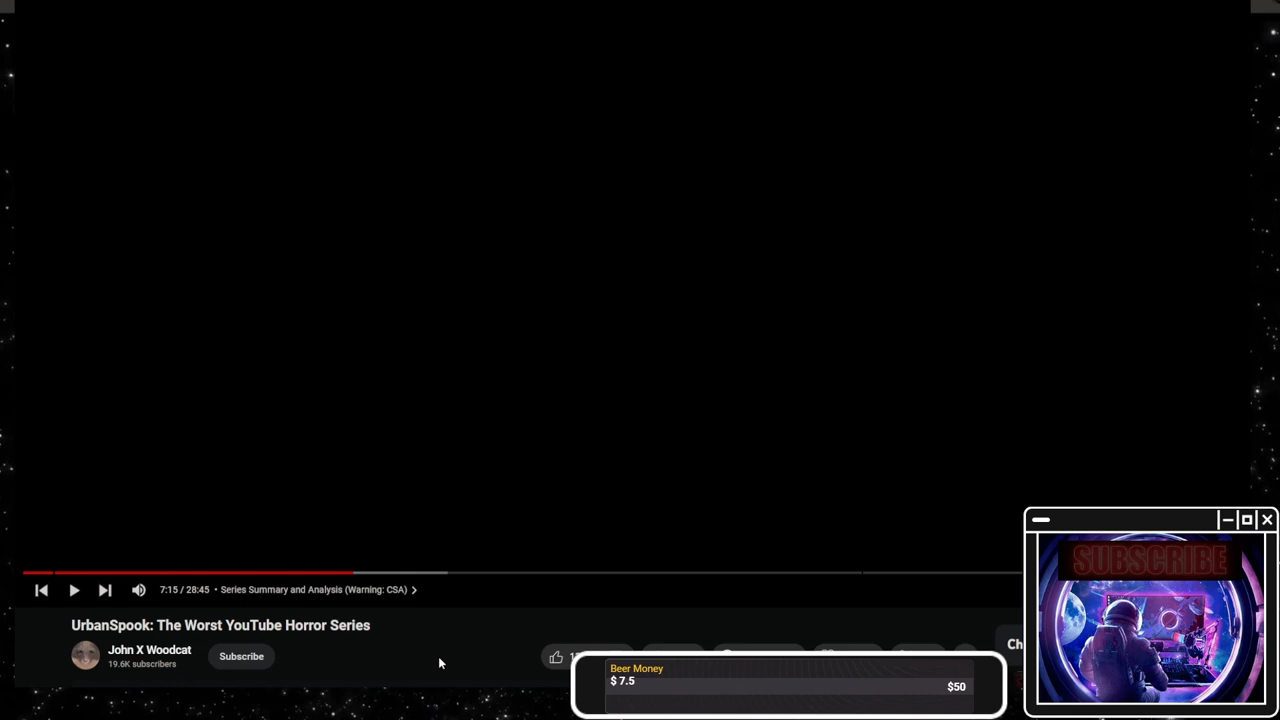 SUBSCRIBE
7:15 / 28:45 • Series Summary and Analysis (Warning: CSA)
UrbanSpook: The Worst YouTube Horror Series
John X Woodcat
19.6K subscribers
Subscribe
Beer Money
$ 7.5
$50